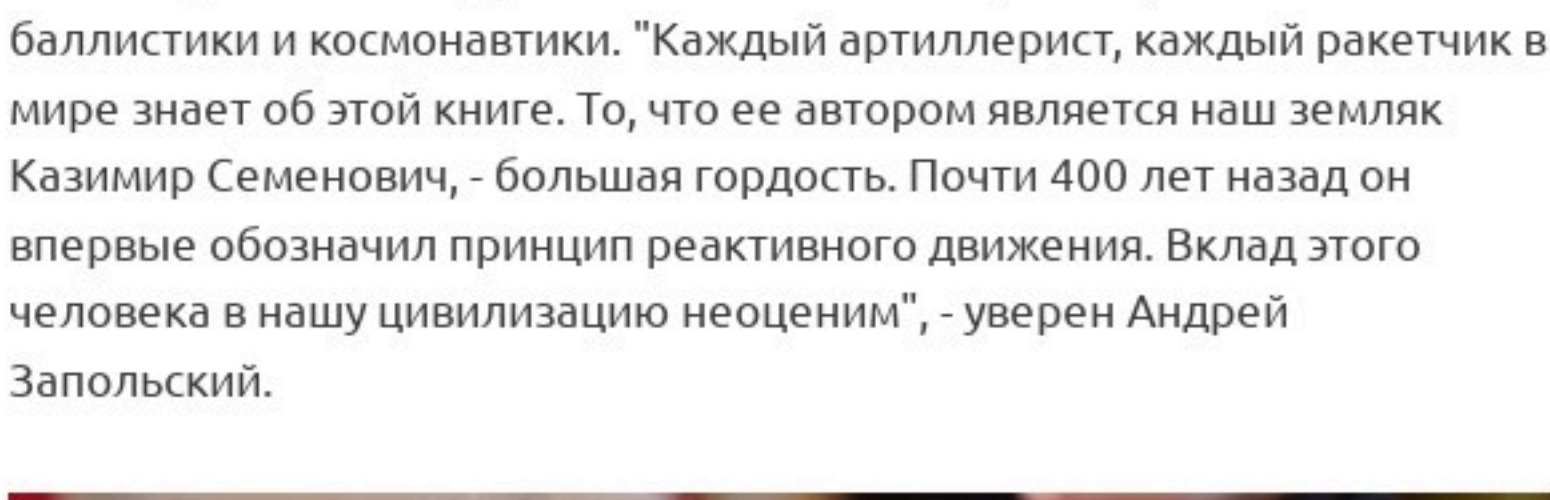 баллистики и космонавтики. "Каждый артиллерист, каждый ракетчик в
мире знает об этой книге. То, что ее автором является наш земляк
Казимир Семенович, - большая гордость. Почти 400 лет назад он
впервые обозначил принцип реактивного движения. Вклад этого
человека в нашу цивилизацию неоценим", - уверен Андрей
Запольский.